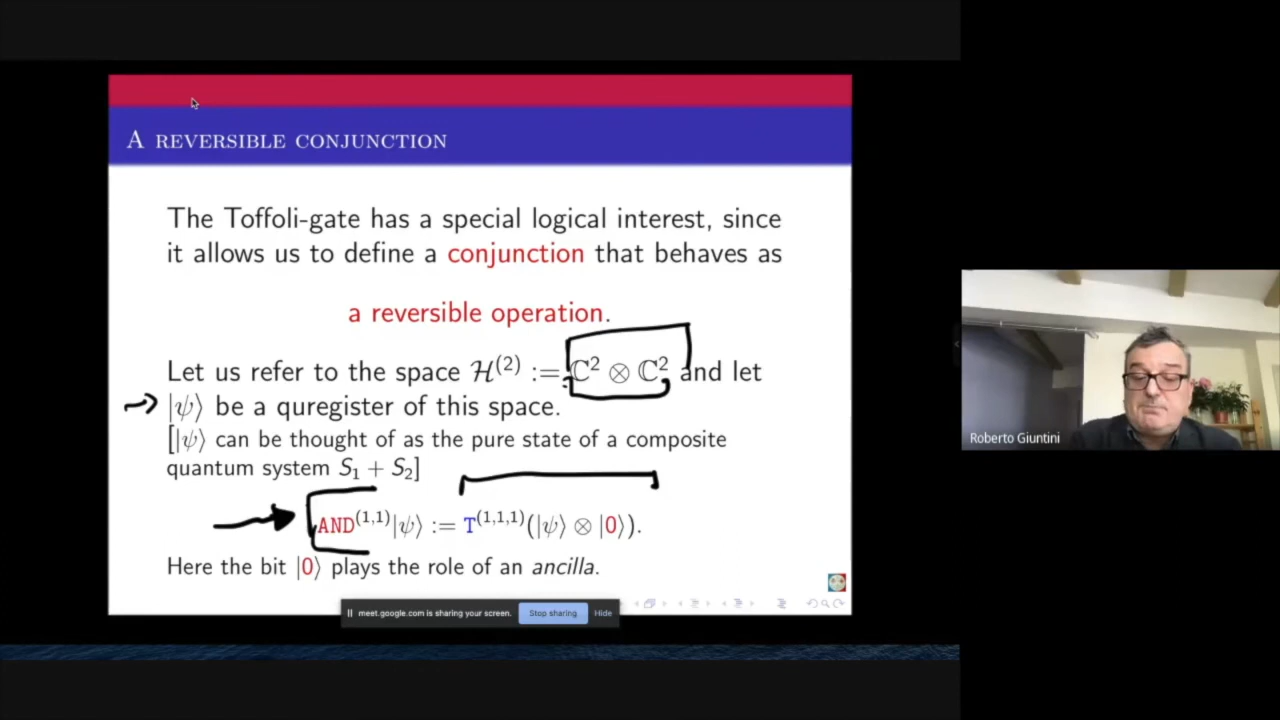 A REVERSIBLE CONJUNCTION
The Toffoli-gate has a special logical interest, since
it allows us to define a conjunction that behaves as
a reversible operation.
Let us refer to the space ℋ⁽²⁾ := ℂ² ⊗ ℂ² and let
|ψ⟩ be a quregister of this space.
[|ψ⟩ can be thought of as the pure state of a composite
quantum system S₁ + S₂]
AND⁽¹,¹⁾|ψ⟩ := T⁽¹,¹,¹⁾(|ψ⟩ ⊗ |0⟩).
Here the bit |0⟩ plays the role of an ancilla.
meet.google.com is sharing your screen. Stop sharing Hide
Roberto Giuntini